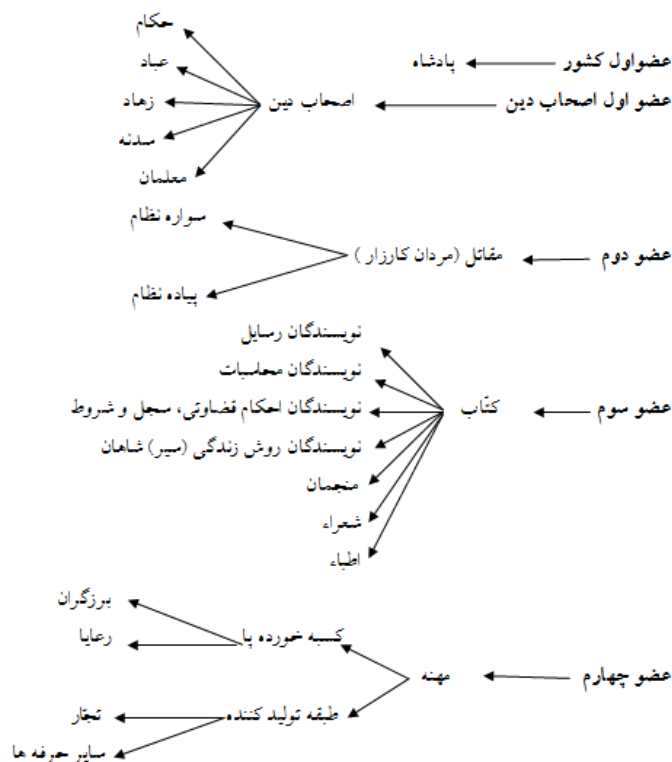 حکام
عضواول کشور پادشاه
عباد
عضو اول اصحاب دین اصحاب دین
زهاد
سدنه
معلمان
سواره نظام
عضو دوم مقاتل (مردان کارزار )
پیاده نظام
نویسندگان رسایل
نویسندگان محاسبات
عضو سوم کتّاب نویسندگان احکام قضاوتی، سجل و شروط
نویسندگان روش زندگی (سیر) شاهان
منجمان
شعراء
اطباء
برزگران
کسبه خورده پا رعایا
عضو چهارم مهنه
طبقه تولید کننده تجّار
سایر حرفه ها